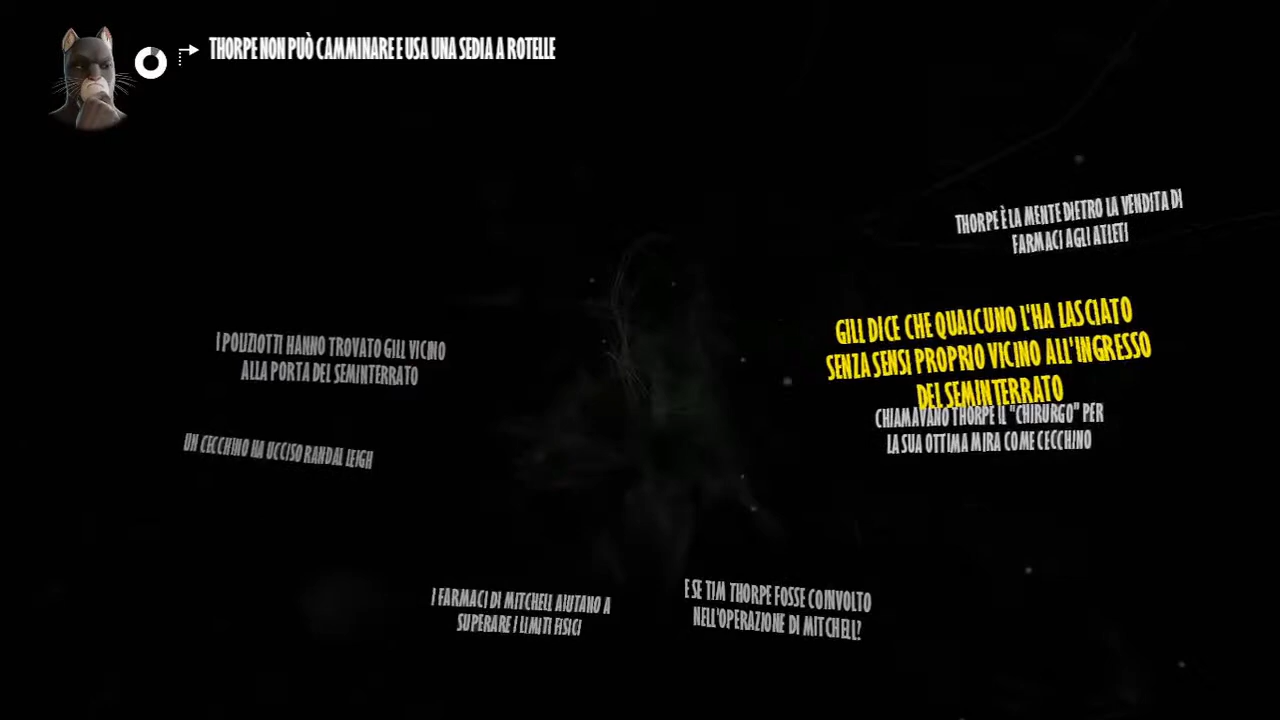 THORPE NON PUÒ CAMMINARE E USA UNA SEDIA A ROTELLE
THORPE È LA MENTE DIETRO LA VENDITA DI
FARMACI AGLI ATLETI
GILL DICE CHE QUALCUNO L'HA LASCIATO
SENZA SENSI PROPRIO VICINO ALL'INGRESSO
DEL SEMINTERRATO
I POLIZIOTTI HANNO TROVATO GILL VICINO
ALLA PORTA DEL SEMINTERRATO
CHIAMAVANO THORPE IL "CHIRURGO" PER
LA SUA OTTIMA MIRA COME CECCHINO
UN CECCHINO HA UCCISO RANDAL LEIGH
I FARMACI DI MITCHELL AIUTANO A
SUPERARE I LIMITI FISICI
E SE TIM THORPE FOSSE COINVOLTO
NELL'OPERAZIONE DI MITCHELL?